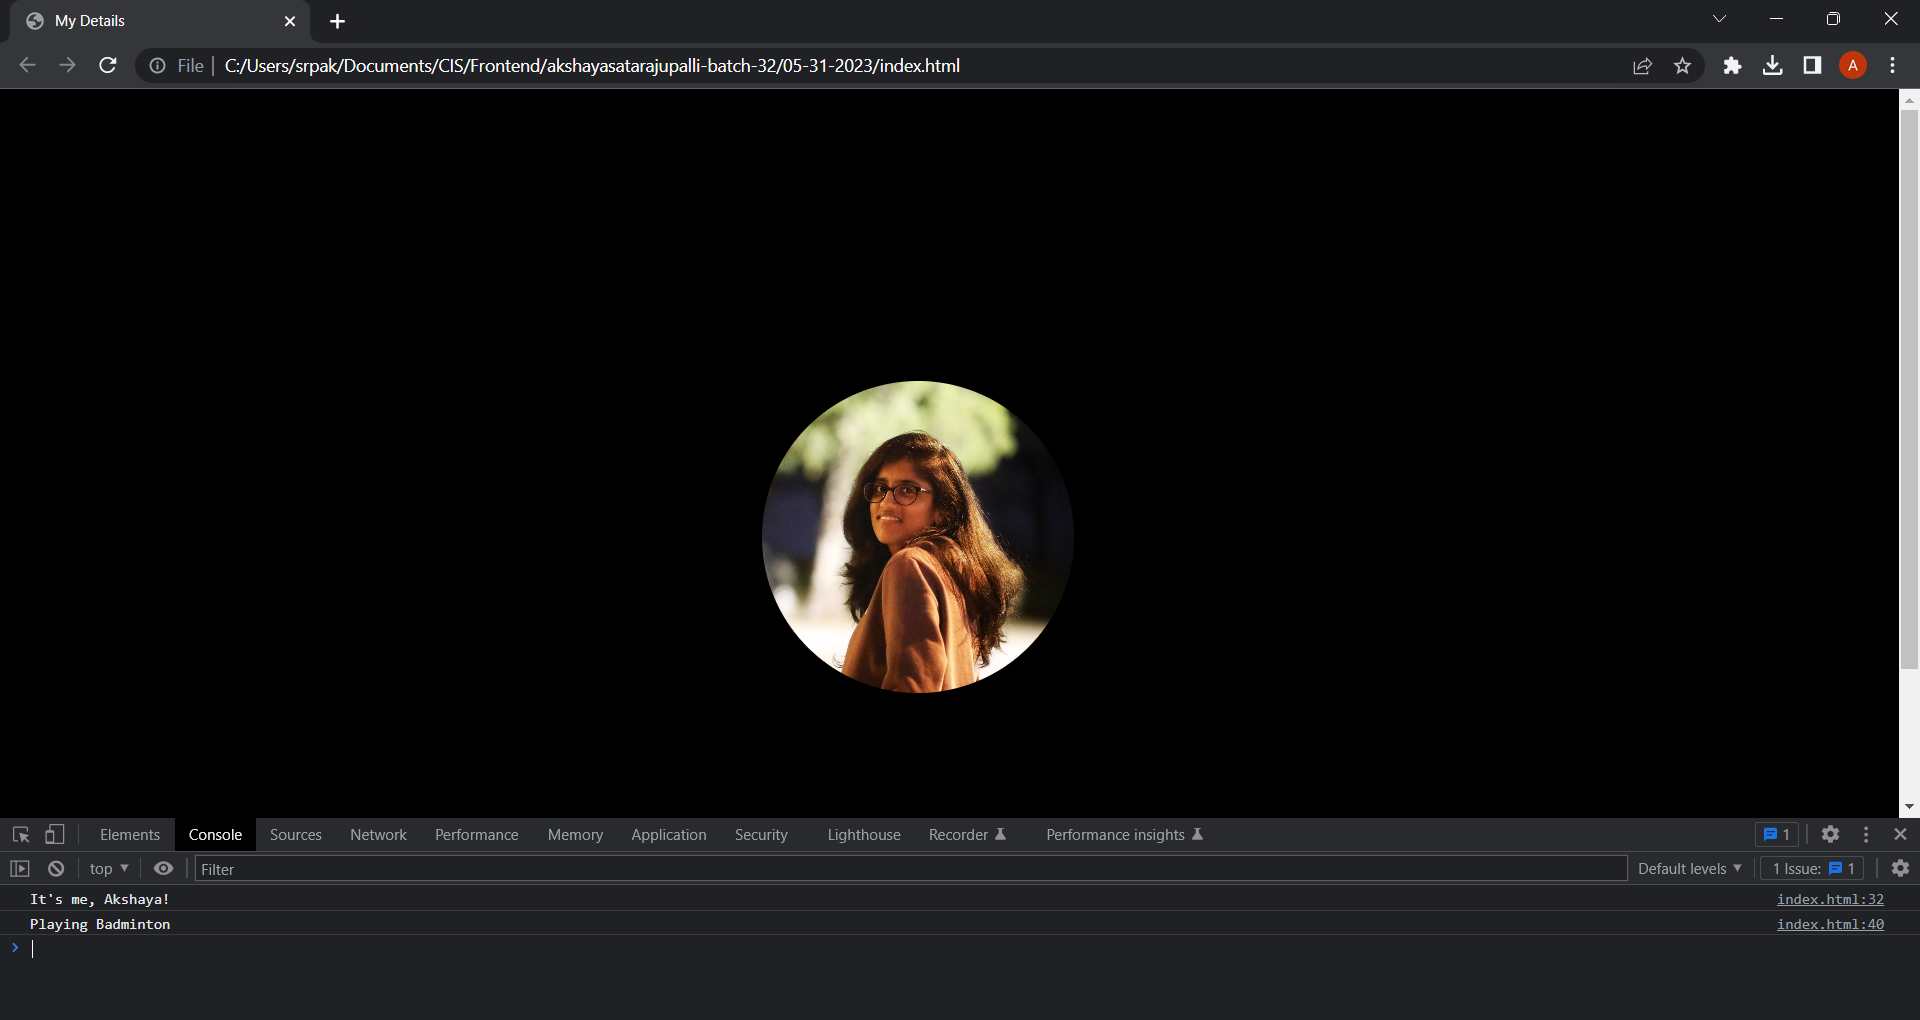 My Details
File
C:/Users/srpak/Documents/CIS/Frontend/akshayasatarajupalli-batch-32/05-31-2023/index.html
A
Elements Console Sources Network Performance Memory Application Security Lighthouse Recorder Performance insights 1
top Filter Default levels 1 Issue: 1
It's me, Akshaya! index.html:32
Playing Badminton index.html:40